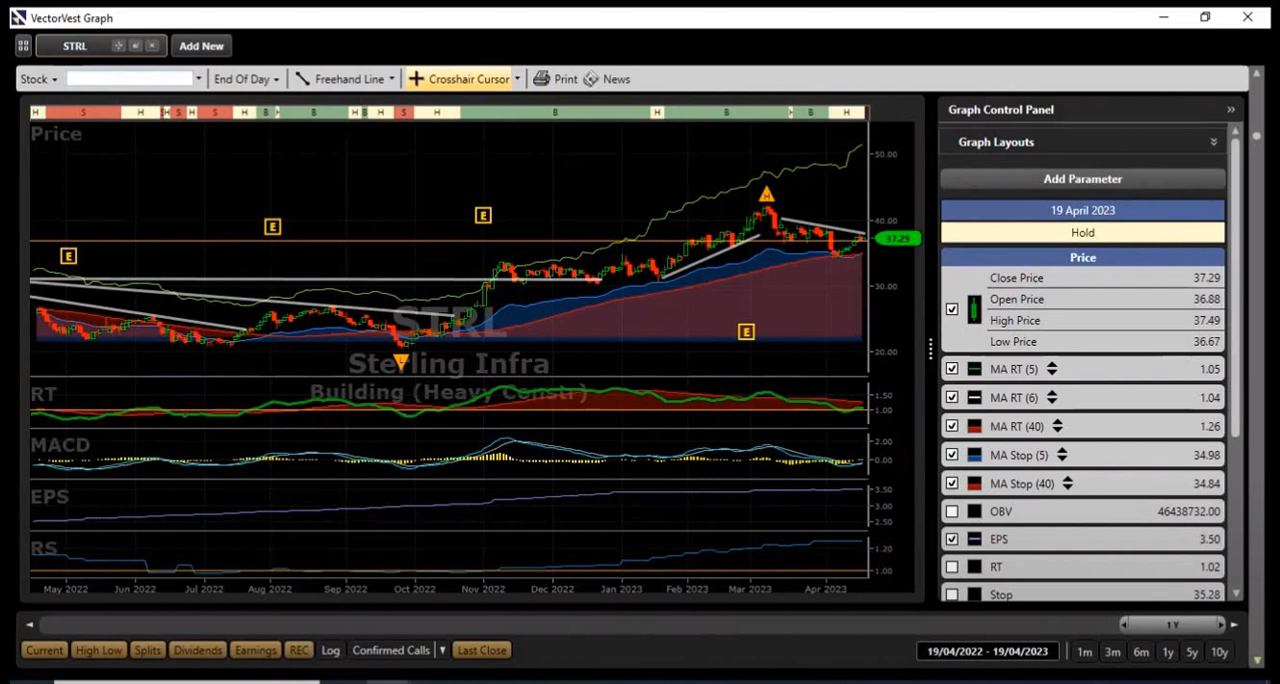 VectorVest Graph
STRL
Add New
Stock
End Of Day
Freehand Line
Crosshair Cursor
Print
News
H S H H S S H B H B H B H S H B H B H
Price
50.00
40.00
37.29
30.00
20.00
E
E
E
E
H
L
STRL
Sterling Infra
Building (Heavy Constr)
RT
1.50
1.00
MACD
2.00
0.00
EPS
3.50
3.00
2.50
RS
1.20
1.00
May 2022 Jun 2022 Jul 2022 Aug 2022 Sep 2022 Oct 2022 Nov 2022 Dec 2022 Jan 2023 Feb 2023 Mar 2023 Apr 2023
Graph Control Panel
Graph Layouts
Add Parameter
19 April 2023
Hold
Price
Close Price 37.29
Open Price 36.88
High Price 37.49
Low Price 36.67
MA RT (5) 1.05
MA RT (6) 1.04
MA RT (40) 1.26
MA Stop (5) 34.98
MA Stop (40) 34.84
OBV 46438732.00
EPS 3.50
RT 1.02
Stop 35.28
1 Y
Current High Low Splits Dividends Earnings REC Log Confirmed Calls Last Close
19/04/2022 - 19/04/2023
1m 3m 6m 1y 5y 10y